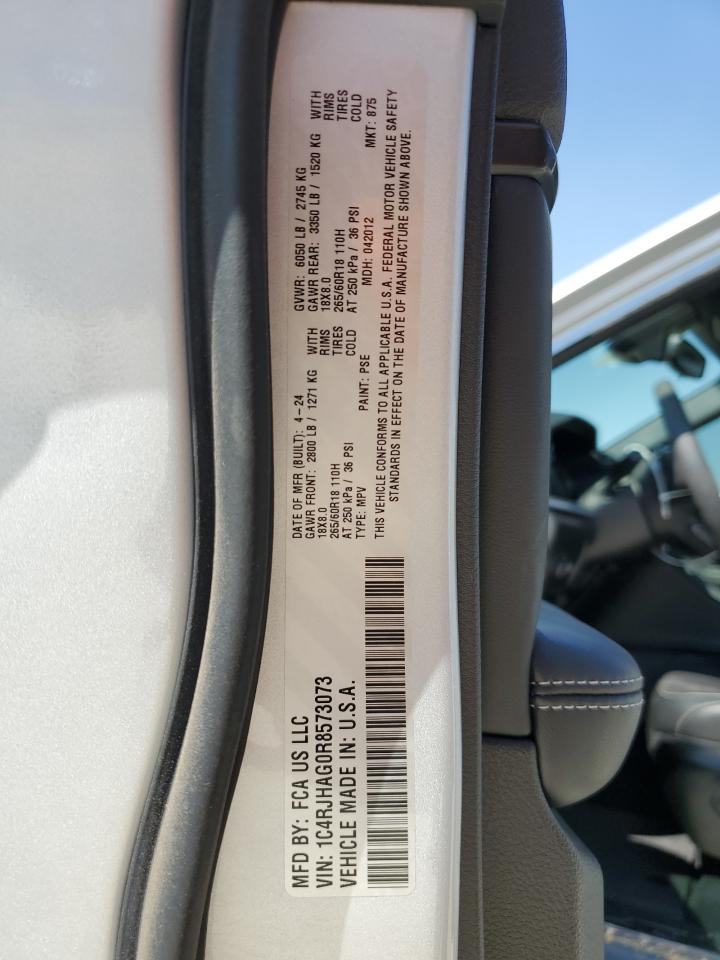 MFD BY: FCA US LLC
VIN: 1C4RJHAG0R8573073
VEHICLE MADE IN: U.S.A.
DATE OF MFR (BUILT): 4-24
GVWR: 6050 LB / 2745 KG
GAWR FRONT: 2800 LB / 1271 KG WITH
GAWR REAR: 3350 LB / 1520 KG WITH
18X8.0 RIMS
18X8.0 RIMS
265/60R18 110H TIRES
265/60R18 110H TIRES
AT 250 kPa / 36 PSI COLD
AT 250 kPa / 36 PSI COLD
TYPE: MPV PAINT: PSE MDH: 042012 MKT: 875
THIS VEHICLE CONFORMS TO ALL APPLICABLE U.S.A. FEDERAL MOTOR VEHICLE SAFETY
STANDARDS IN EFFECT ON THE DATE OF MANUFACTURE SHOWN ABOVE.